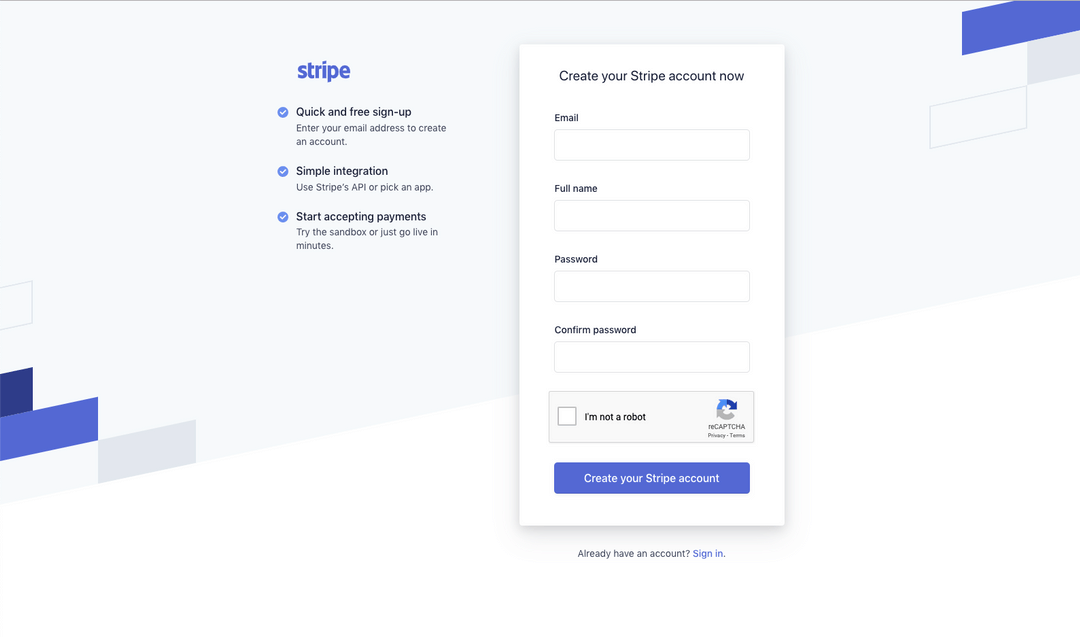 stripe
Quick and free sign-up
Enter your email address to create
an account.
Simple integration
Use Stripe's API or pick an app.
Start accepting payments
Try the sandbox or just go live in
minutes.
Create your Stripe account now
Email
Full name
Password
Confirm password
I'm not a robot
reCAPTCHA
Privacy - Terms
Create your Stripe account
Already have an account? Sign in.